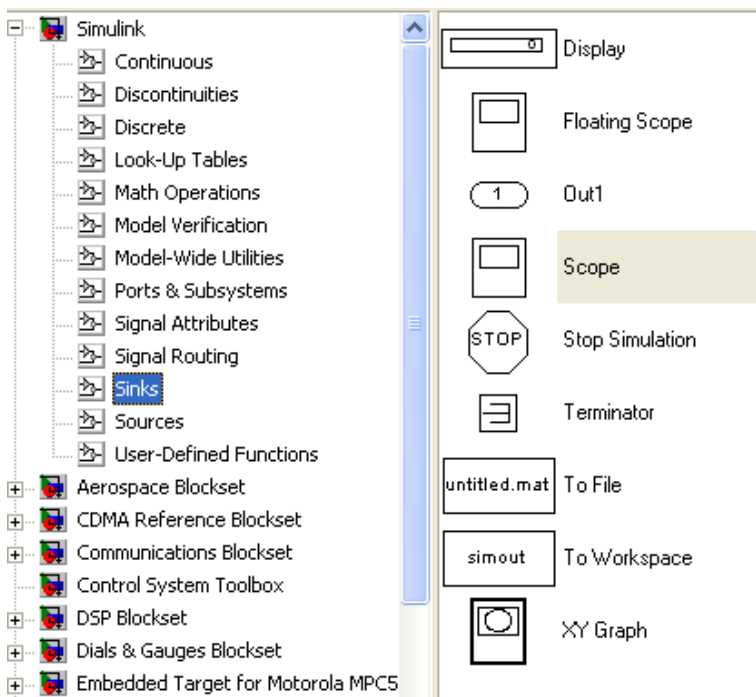 Simulink
Continuous
Discontinuities
Discrete
Look-Up Tables
Math Operations
Model Verification
Model-Wide Utilities
Ports & Subsystems
Signal Attributes
Signal Routing
Sinks
Sources
User-Defined Functions
Aerospace Blockset
CDMA Reference Blockset
Communications Blockset
Control System Toolbox
DSP Blockset
Dials & Gauges Blockset
Embedded Target for Motorola MPC5
0 Display
Floating Scope
1 Out1
Scope
STOP Stop Simulation
Terminator
untitled.mat To File
simout To Workspace
XY Graph